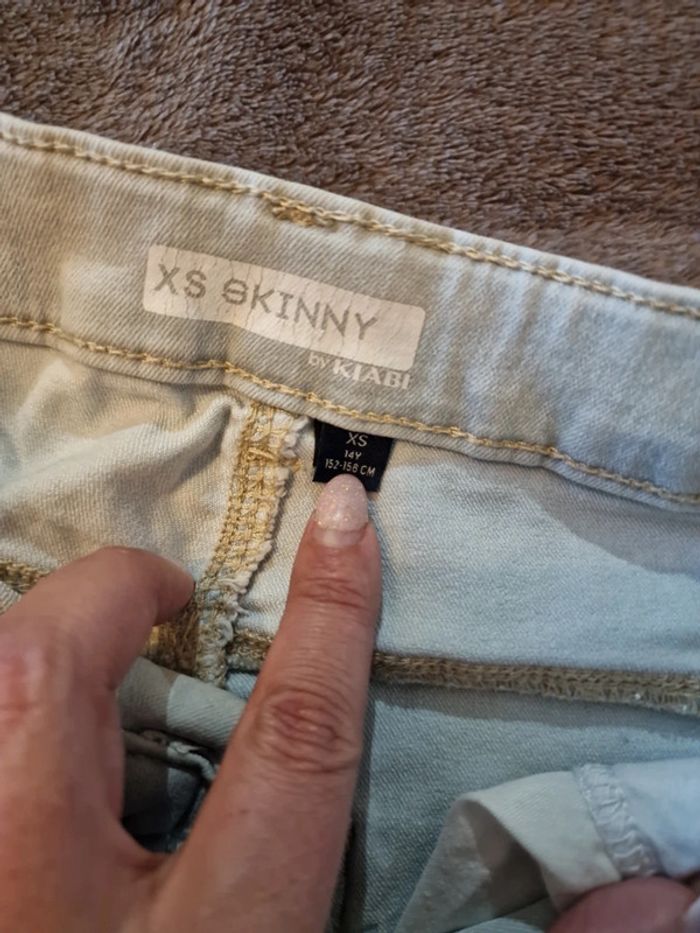 XS SKINNY
by KIABI
XS
14Y
152-158 CM